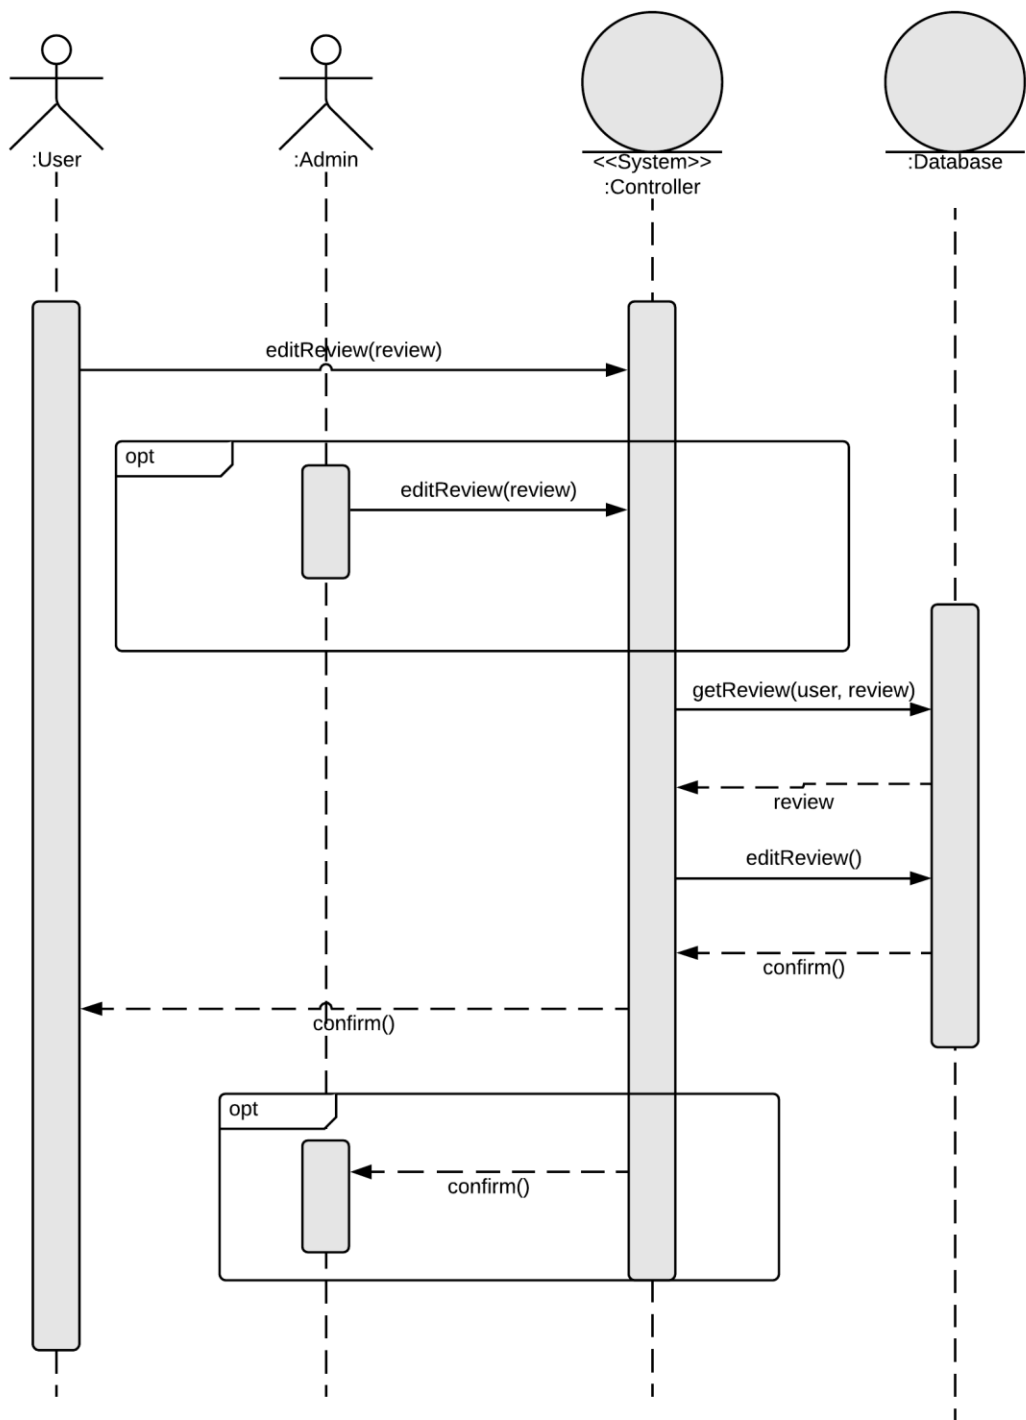 :User
:Admin
<<System>>
:Controller
:Database
editReview(review)
opt
editReview(review)
getReview(user, review)
review
editReview()
confirm()
confirm()
opt
confirm()